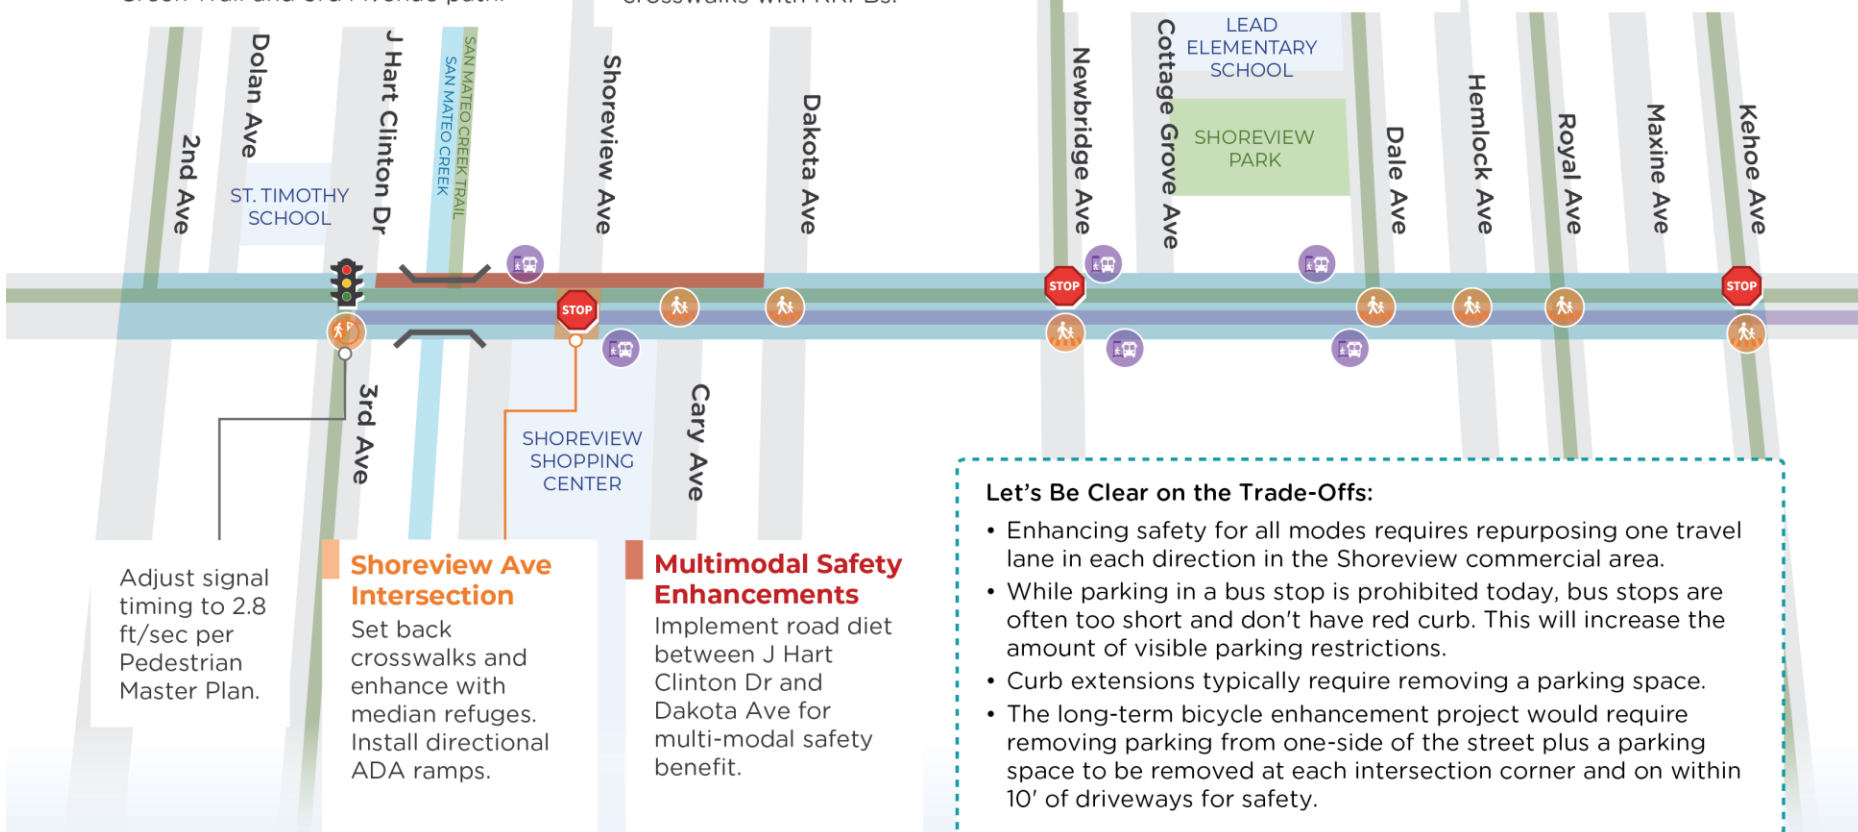 Creek Trail and 3rd Avenue path.
crosswalks with RRFBs.
2nd Ave
Dolan Ave
J Hart Clinton Dr
SAN MATEO CREEK
SAN MATEO CREEK TRAIL
Shoreview Ave
Dakota Ave
Newbridge Ave
Cottage Grove Ave
LEAD
ELEMENTARY
SCHOOL
SHOREVIEW
PARK
Dale Ave
Hemlock Ave
Royal Ave
Maxine Ave
Kehoe Ave
ST. TIMOTHY
SCHOOL
STOP
STOP
STOP
3rd Ave
SHOREVIEW
SHOPPING
CENTER
Cary Ave
Adjust signal
timing to 2.8
ft/sec per
Pedestrian
Master Plan.
Shoreview Ave
Intersection
Set back
crosswalks and
enhance with
median refuges.
Install directional
ADA ramps.
Multimodal Safety
Enhancements
Implement road diet
between J Hart
Clinton Dr and
Dakota Ave for
multi-modal safety
benefit.
Let's Be Clear on the Trade-Offs:
• Enhancing safety for all modes requires repurposing one travel
lane in each direction in the Shoreview commercial area.
• While parking in a bus stop is prohibited today, bus stops are
often too short and don't have red curb. This will increase the
amount of visible parking restrictions.
• Curb extensions typically require removing a parking space.
• The long-term bicycle enhancement project would require
removing parking from one-side of the street plus a parking
space to be removed at each intersection corner and on within
10' of driveways for safety.